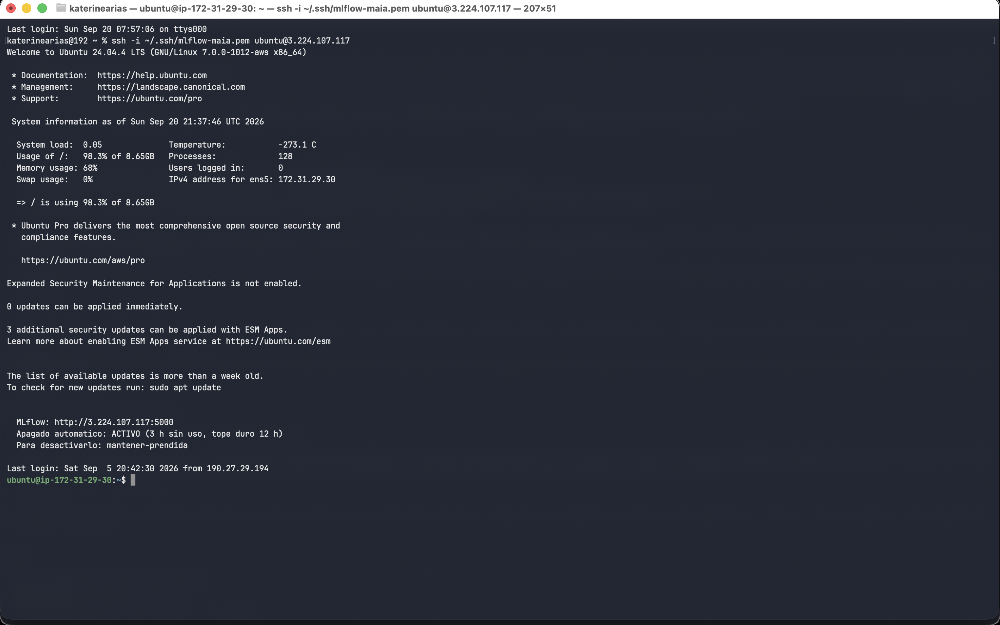 katerinearias — ubuntu@ip-172-31-29-30: ~ — ssh -i ~/.ssh/mlflow-maia.pem ubuntu@3.224.107.117 — 207×51
Last login: Sun Sep 20 07:57:06 on ttys000
[katerinearias@192 ~ % ssh -i ~/.ssh/mlflow-maia.pem ubuntu@3.224.107.117 ]
Welcome to Ubuntu 24.04.4 LTS (GNU/Linux 7.0.0-1012-aws x86_64)
* Documentation:  https://help.ubuntu.com
* Management:     https://landscape.canonical.com
* Support:        https://ubuntu.com/pro
System information as of Sun Sep 20 21:37:46 UTC 2026
System load:  0.05              Temperature:           -273.1 C
Usage of /:   98.3% of 8.65GB   Processes:             128
Memory usage: 68%               Users logged in:       0
Swap usage:   0%                IPv4 address for ens5: 172.31.29.30
=> / is using 98.3% of 8.65GB
* Ubuntu Pro delivers the most comprehensive open source security and
compliance features.
https://ubuntu.com/aws/pro
Expanded Security Maintenance for Applications is not enabled.
0 updates can be applied immediately.
3 additional security updates can be applied with ESM Apps.
Learn more about enabling ESM Apps service at https://ubuntu.com/esm
The list of available updates is more than a week old.
To check for new updates run: sudo apt update
MLflow: http://3.224.107.117:5000
Apagado automatico: ACTIVO (3 h sin uso, tope duro 12 h)
Para desactivarlo: mantener-prendida
Last login: Sat Sep  5 20:42:30 2026 from 190.27.29.194
ubuntu@ip-172-31-29-30:~$